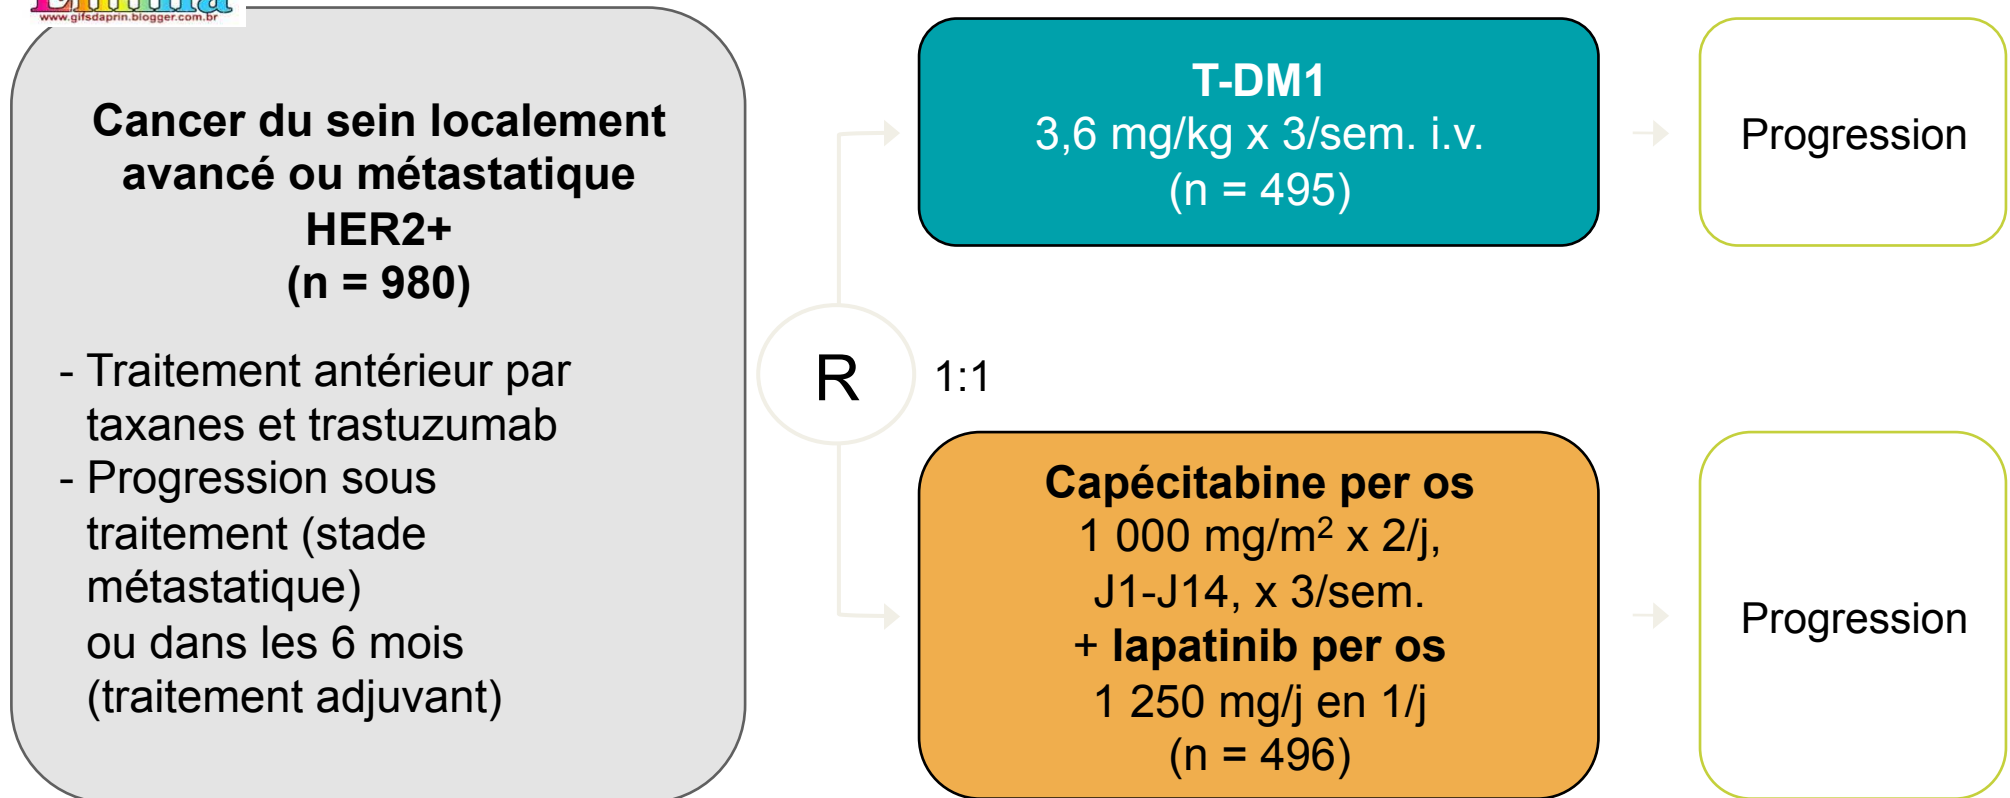 www.gifsdaprin.blogger.com.br
Cancer du sein localement
avancé ou métastatique
HER2+
(n = 980)
- Traitement antérieur par
taxanes et trastuzumab
- Progression sous
traitement (stade
métastatique)
ou dans les 6 mois
(traitement adjuvant)
R
1:1
T-DM1
3,6 mg/kg x 3/sem. i.v.
(n = 495)
Progression
Capécitabine per os
1 000 mg/m² x 2/j,
J1-J14, x 3/sem.
+ lapatinib per os
1 250 mg/j en 1/j
(n = 496)
Progression